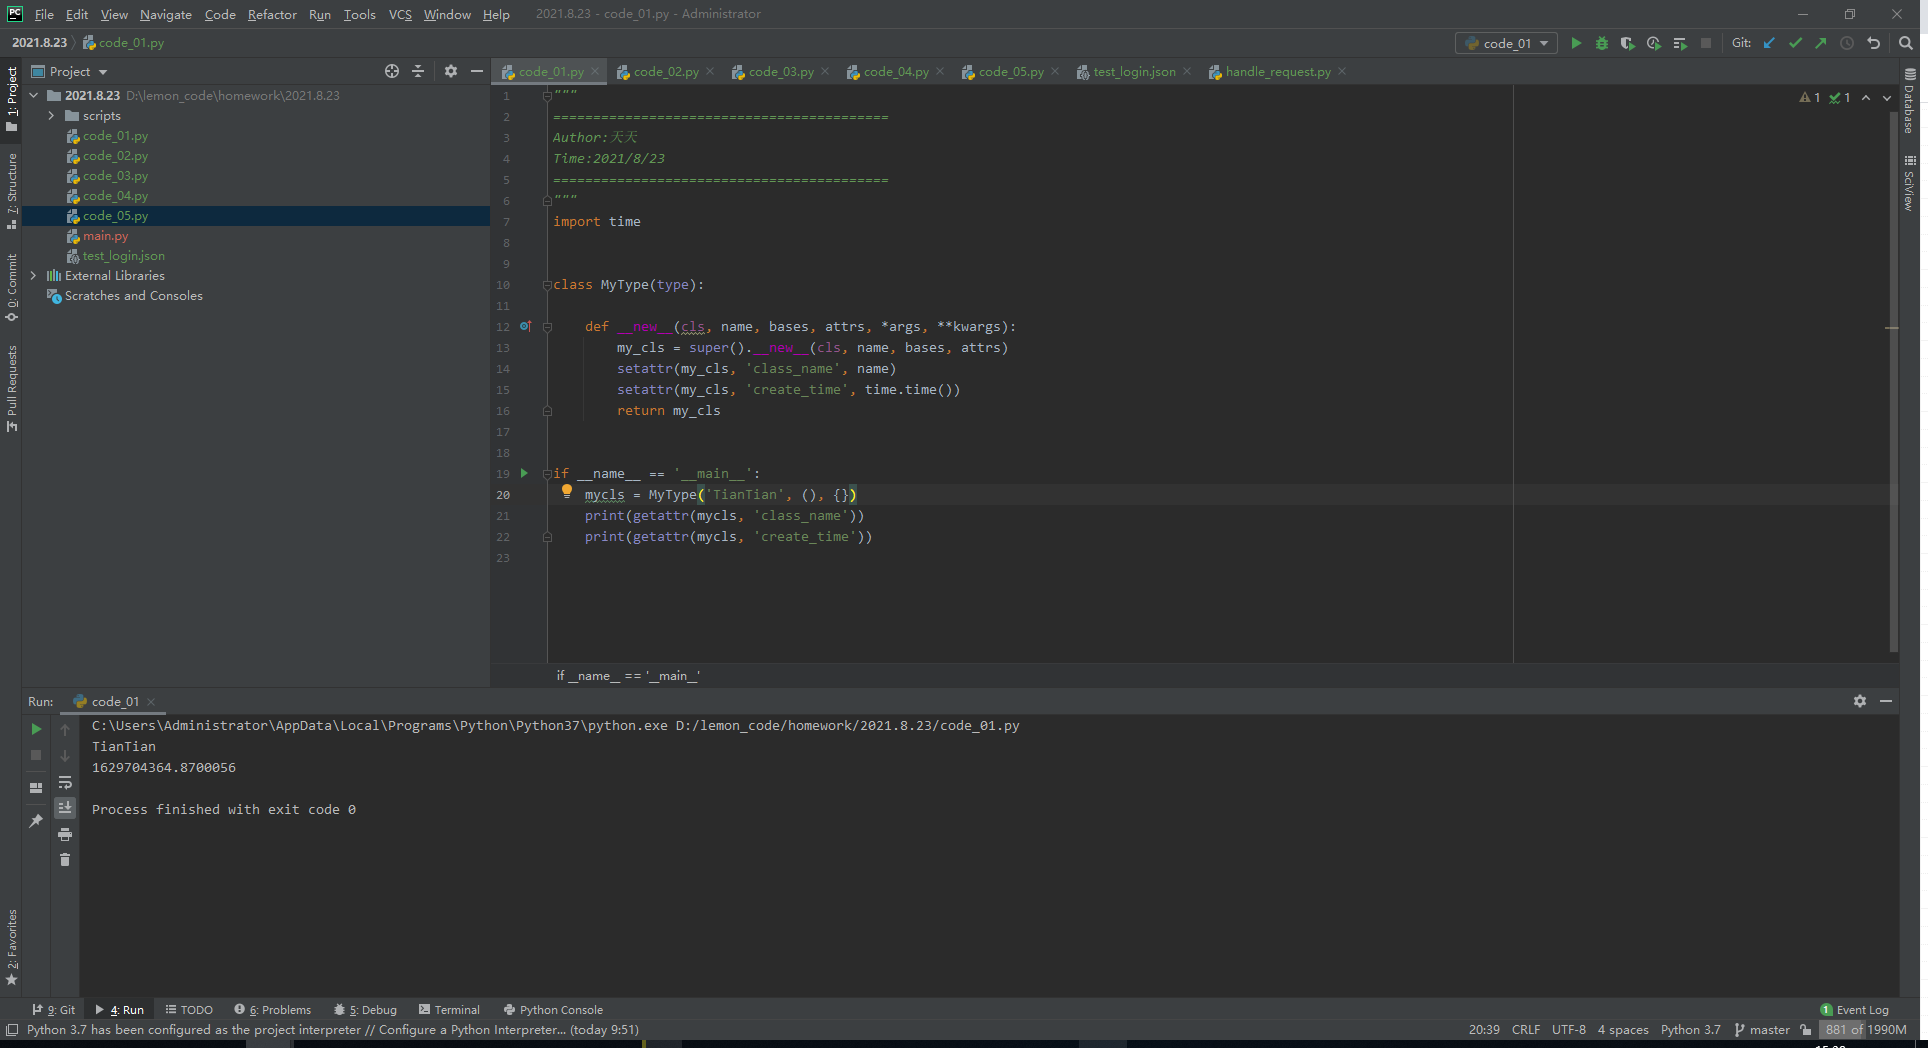 File Edit View Navigate Code Refactor Run Tools VCS Window Help 2021.8.23 - code_01.py - Administrator
2021.8.23 code_01.py code_01 Git:
1: Project
Project
code_01.py code_02.py code_03.py code_04.py code_05.py test_login.json handle_request.py
2021.8.23 D:\lemon_code\homework\2021.8.23
scripts
code_01.py
code_02.py
code_03.py
code_04.py
code_05.py
main.py
test_login.json
External Libraries
Scratches and Consoles
7: Structure
0: Commit
Pull Requests
2: Favorites
1 """
2 ==========================================
3 Author:天天
4 Time:2021/8/23
5 ==========================================
6 """
7 import time
8
9
10 class MyType(type):
11
12 def __new__(cls, name, bases, attrs, *args, **kwargs):
13 my_cls = super().__new__(cls, name, bases, attrs)
14 setattr(my_cls, 'class_name', name)
15 setattr(my_cls, 'create_time', time.time())
16 return my_cls
17
18
19 if __name__ == '__main__':
20 mycls = MyType('TianTian', (), {})
21 print(getattr(mycls, 'class_name'))
22 print(getattr(mycls, 'create_time'))
23
1 1
Database
SciView
if __name__ == '__main__'
Run: code_01
C:\Users\Administrator\AppData\Local\Programs\Python\Python37\python.exe D:/lemon_code/homework/2021.8.23/code_01.py
TianTian
1629704364.8700056
Process finished with exit code 0
9: Git 4: Run TODO 6: Problems 5: Debug Terminal Python Console 1 Event Log
Python 3.7 has been configured as the project interpreter // Configure a Python Interpreter... (today 9:51) 20:39 CRLF UTF-8 4 spaces Python 3.7 master 881 of 1990M